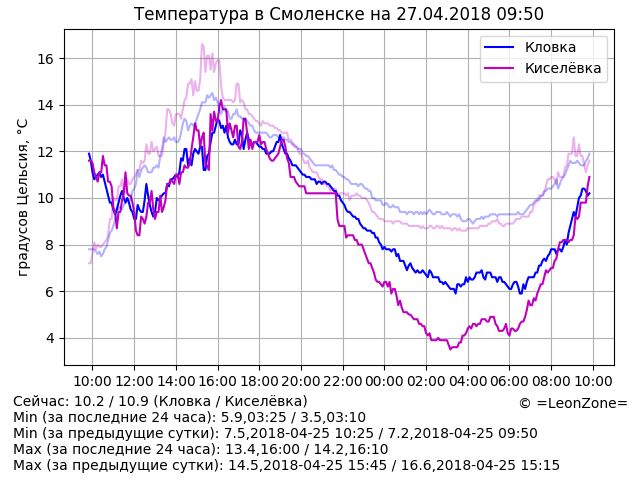 Температура в Смоленске на 27.04.2018 09:50
Кловка
Киселёвка
градусов Цельсия, °C
16
14
12
10
8
6
4
10:00 12:00 14:00 16:00 18:00 20:00 22:00 00:00 02:00 04:00 06:00 08:00 10:00
Сейчас: 10.2 / 10.9 (Кловка / Киселёвка)
© =LeonZone=
Min (за последние 24 часа): 5.9,03:25 / 3.5,03:10
Min (за предыдущие сутки): 7.5,2018-04-25 10:25 / 7.2,2018-04-25 09:50
Max (за последние 24 часа): 13.4,16:00 / 14.2,16:10
Max (за предыдущие сутки): 14.5,2018-04-25 15:45 / 16.6,2018-04-25 15:15